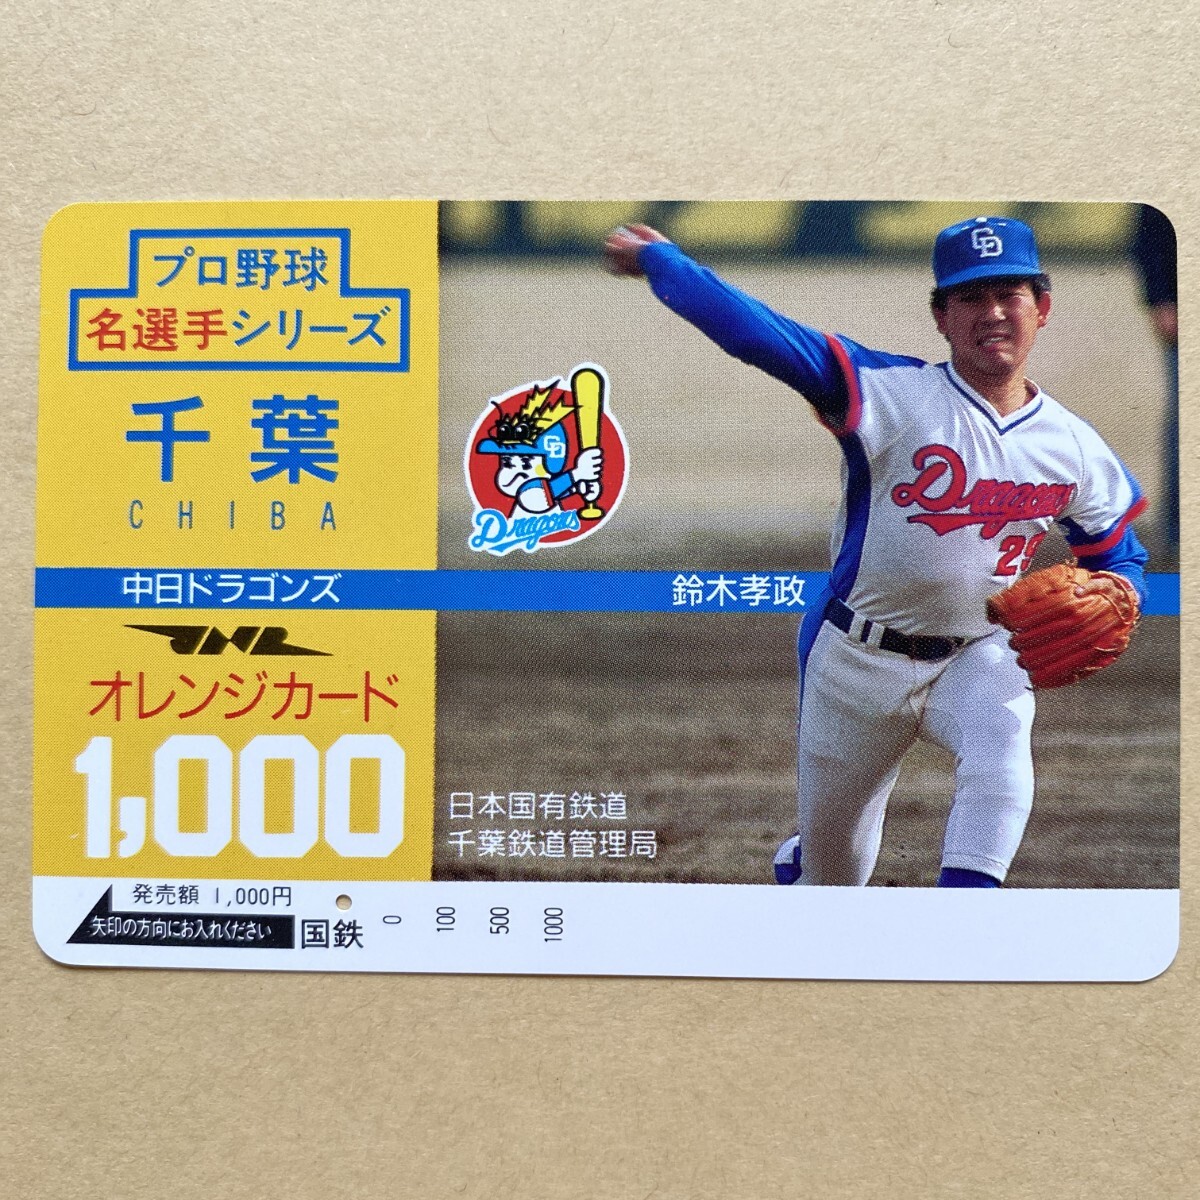 プロ野球
名選手シリーズ
千葉
CHIBA
中日ドラゴンズ
鈴木孝政
JNR
オレンジカード
1,000
日本国有鉄道
千葉鉄道管理局
発売額 1,000円
矢印の方向にお入れください
国鉄
0 100 500 1000
CD
Dragons
CD
Dragons
29